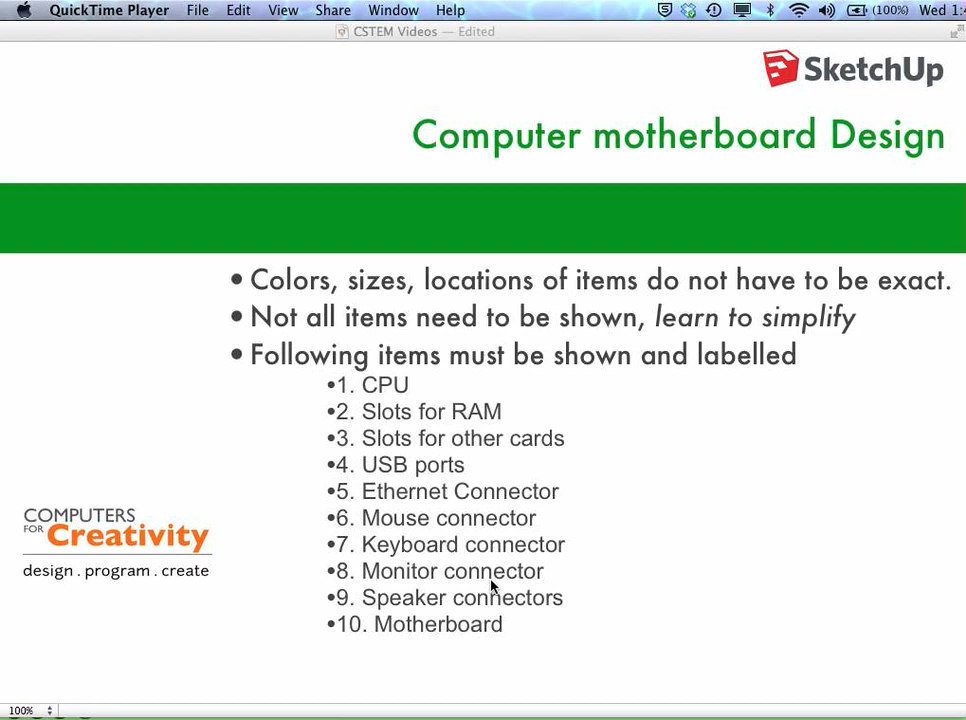 QuickTime Player File Edit View Share Window Help (100%) Wed 1:4
CSTEM Videos — Edited
SketchUp
Computer motherboard Design
•Colors, sizes, locations of items do not have to be exact.
•Not all items need to be shown, learn to simplify
•Following items must be shown and labelled
•1. CPU
•2. Slots for RAM
•3. Slots for other cards
•4. USB ports
•5. Ethernet Connector
•6. Mouse connector
•7. Keyboard connector
•8. Monitor connector
•9. Speaker connectors
•10. Motherboard
COMPUTERS
FOR Creativity
design . program . create
100%